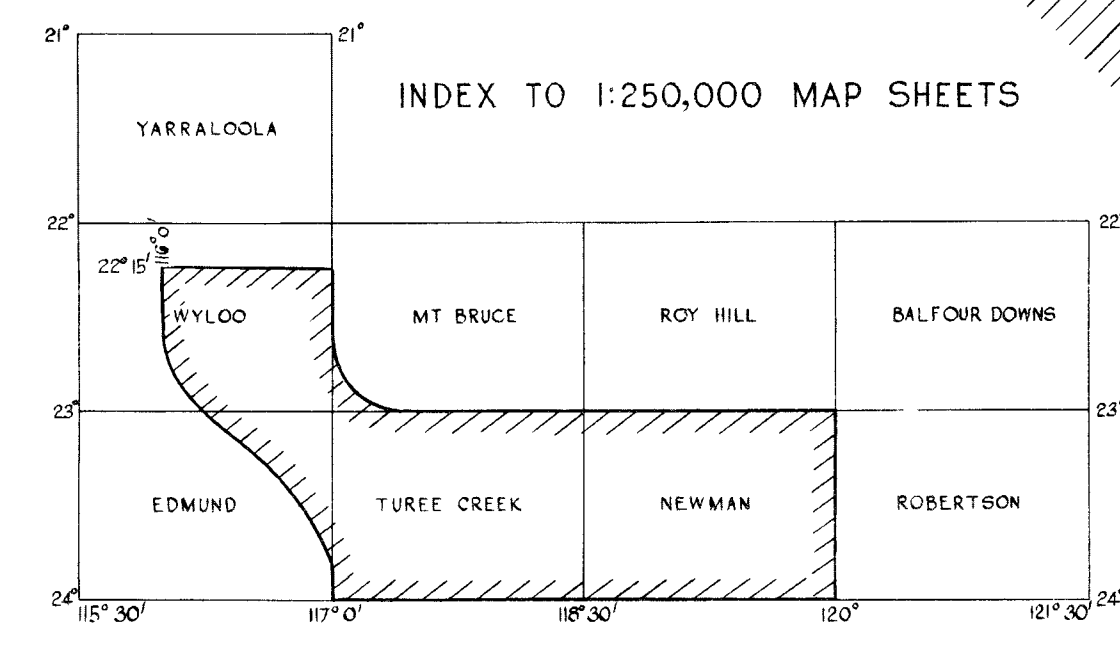 21° 21°
INDEX TO 1:250,000 MAP SHEETS
YARRALOOLA
22° 22°
116° 0'
22° 15'
WYLOO MT BRUCE ROY HILL BALFOUR DOWNS
23° 23°
EDMUND TUREE CREEK NEWMAN ROBERTSON
24° 24°
115° 30' 117° 0' 118° 30' 120° 121° 30'